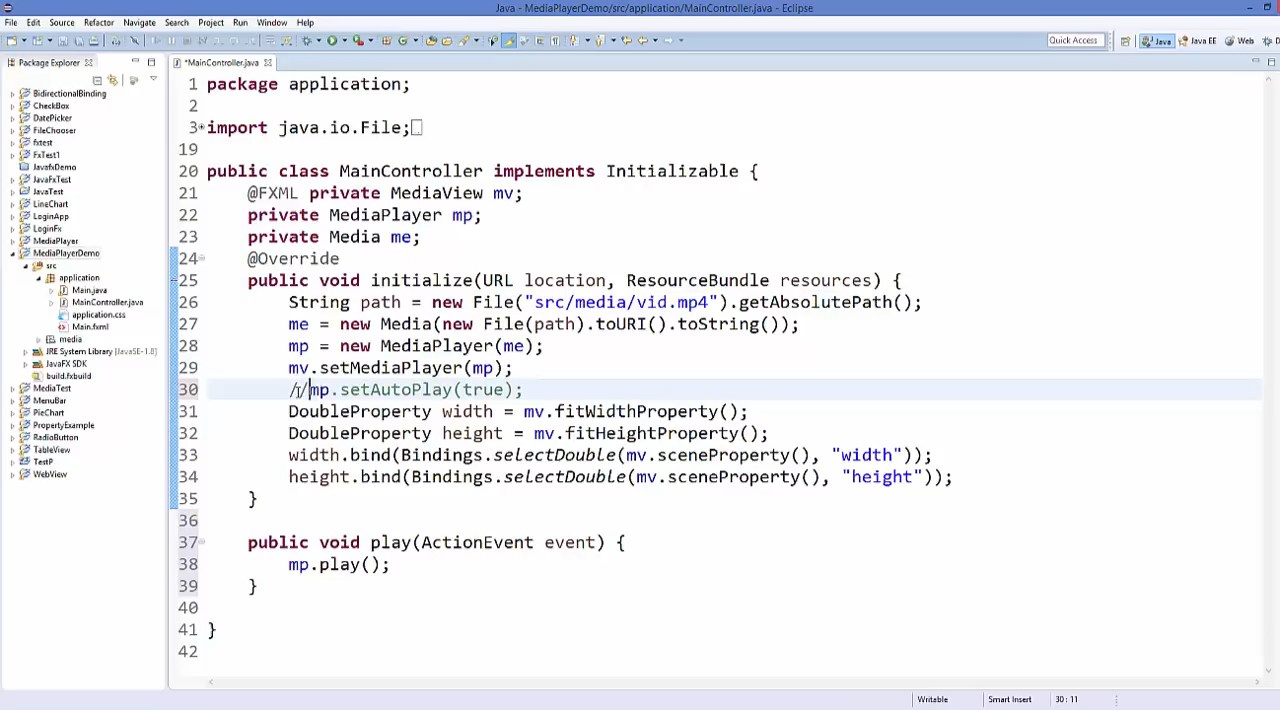 Java - MediaPlayerDemo/src/application/MainController.java - Eclipse
File Edit Source Refactor Navigate Search Project Run Window Help
Quick Access Java Java EE Web
Package Explorer
*MainController.java
BidirectionalBinding
CheckBox
DatePicker
FileChooser
fxtest
FxTest1
JavafxDemo
JavaFxTest
JavaTest
LineChart
LoginApp
LoginFx
MediaPlayer
MediaPlayerDemo
src
application
Main.java
MainController.java
application.css
Main.fxml
media
JRE System Library [JavaSE-1.8]
JavaFX SDK
build.fxbuild
MediaTest
MenuBar
PieChart
PropertyExample
RadioButton
TableView
TestP
WebView
1 package application;
2
3 import java.io.File;
19
20 public class MainController implements Initializable {
21 @FXML private MediaView mv;
22 private MediaPlayer mp;
23 private Media me;
24 @Override
25 public void initialize(URL location, ResourceBundle resources) {
26 String path = new File("src/media/vid.mp4").getAbsolutePath();
27 me = new Media(new File(path).toURI().toString());
28 mp = new MediaPlayer(me);
29 mv.setMediaPlayer(mp);
30 //mp.setAutoPlay(true);
31 DoubleProperty width = mv.fitWidthProperty();
32 DoubleProperty height = mv.fitHeightProperty();
33 width.bind(Bindings.selectDouble(mv.sceneProperty(), "width"));
34 height.bind(Bindings.selectDouble(mv.sceneProperty(), "height"));
35 }
36
37 public void play(ActionEvent event) {
38 mp.play();
39 }
40
41 }
42
Writable Smart Insert 30 : 11